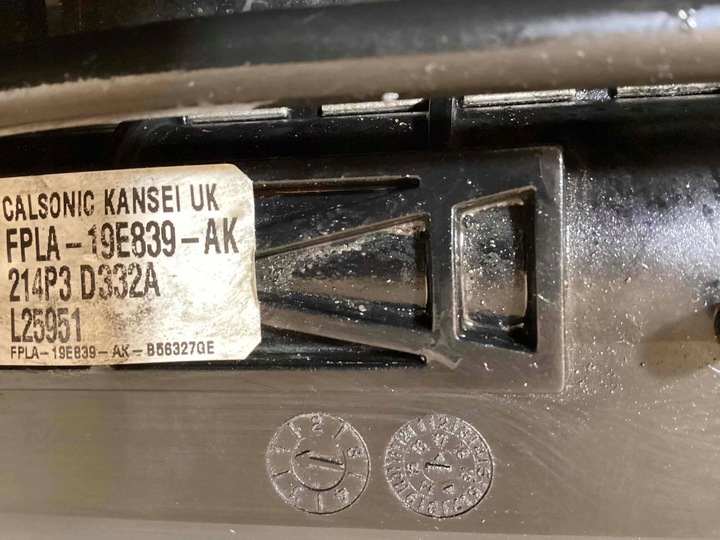 CALSONIC KANSEI UK
FPLA-19E839-AK
214P3 D332A
L25951
FPLA-19E839-AK-B56327GE